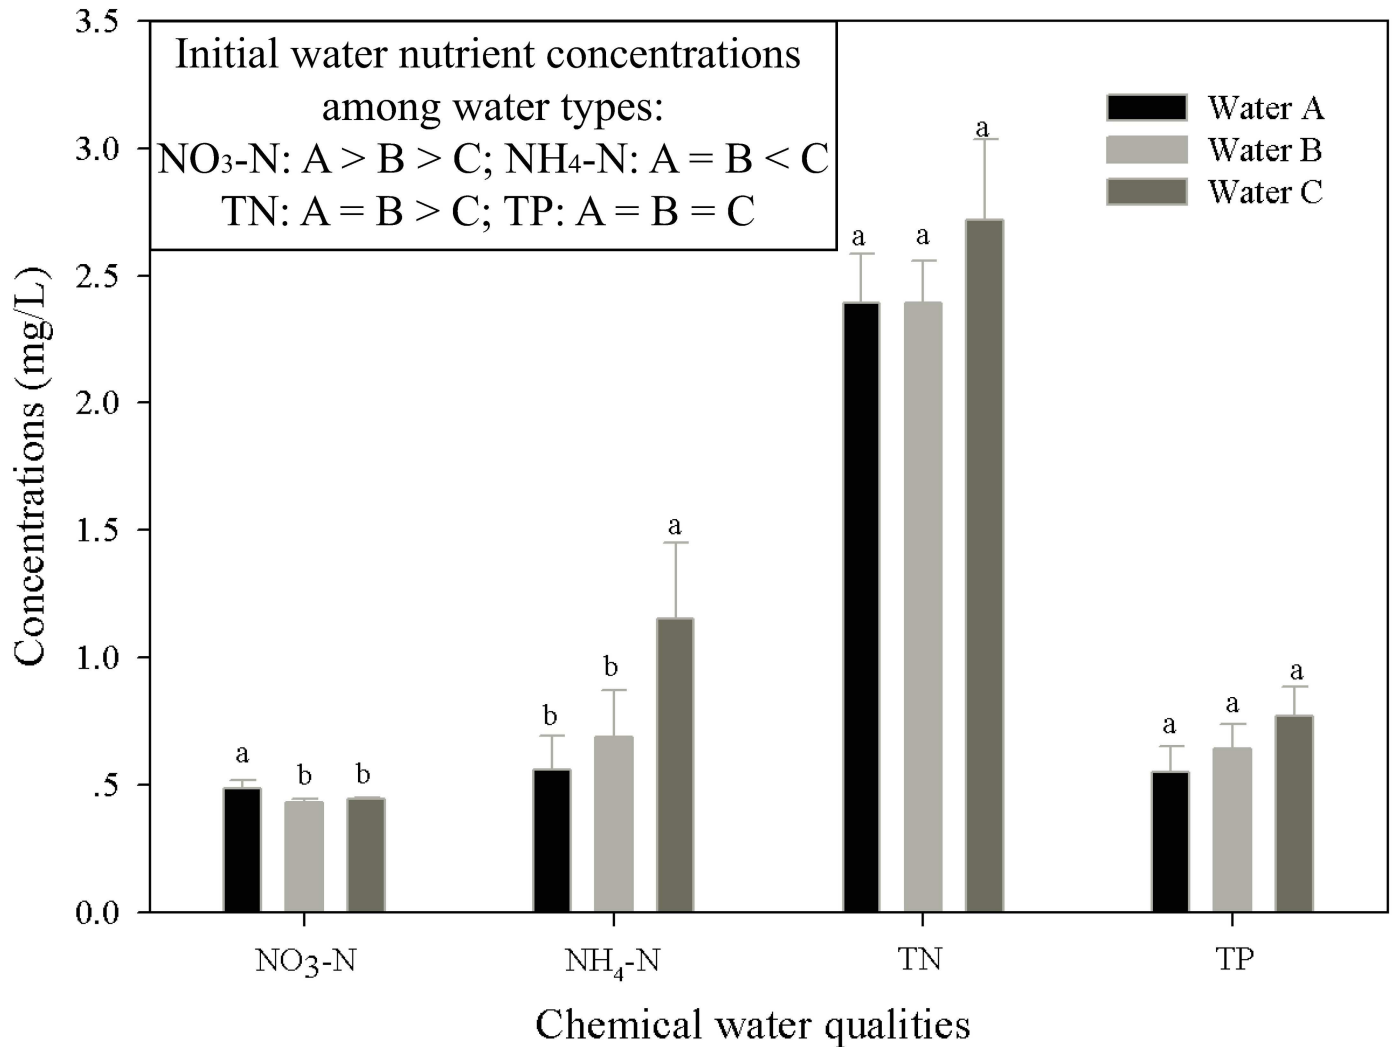 Initial water nutrient concentrations
among water types:
NO3-N: A > B > C; NH4-N: A = B < C
TN: A = B > C; TP: A = B = C
Water A
Water B
Water C
Concentrations (mg/L)
3.5
3.0
2.5
2.0
1.5
1.0
.5
0.0
a
b
b
b
b
a
a
a
a
a
a
a
NO3-N
NH4-N
TN
TP
Chemical water qualities